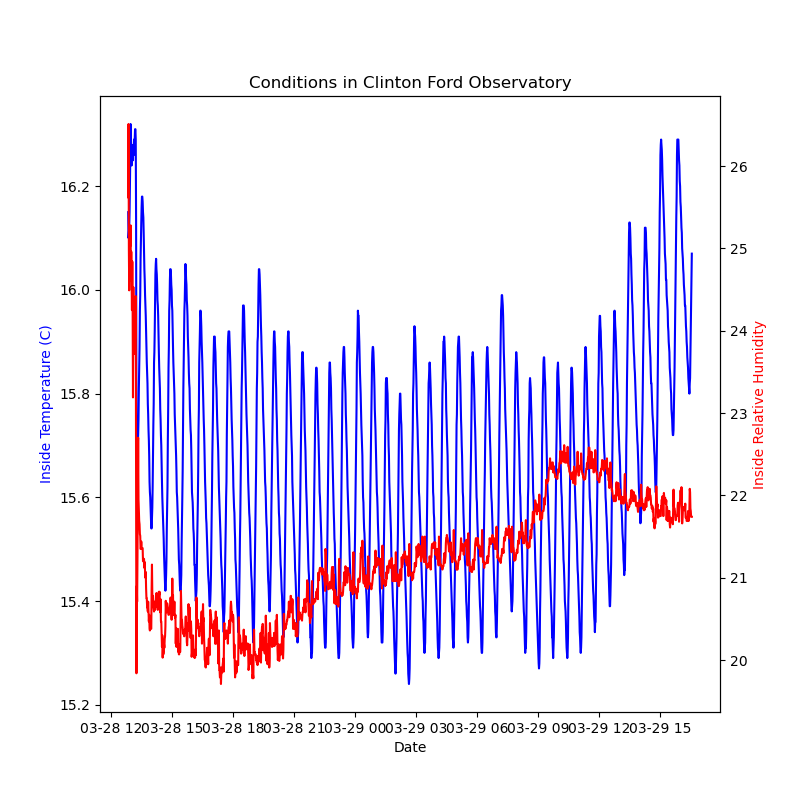 Conditions in Clinton Ford Observatory
Inside Temperature (C)
16.2
16.0
15.8
15.6
15.4
15.2
26
25
24
23
22
21
20
Inside Relative Humidity
03-28 12 03-28 15 03-28 18 03-28 21 03-29 00 03-29 03 03-29 06 03-29 09 03-29 12 03-29 15
Date